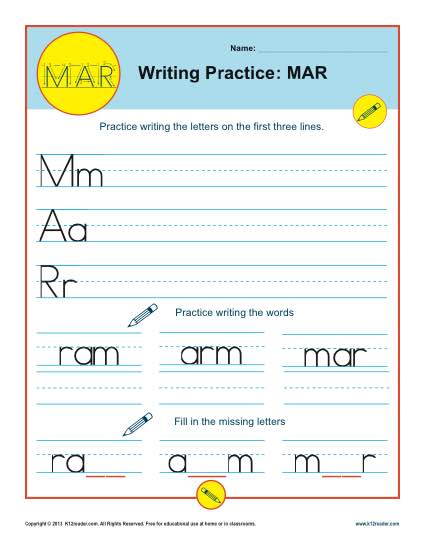 Name: ____________________
MAR
Writing Practice: MAR
Practice writing the letters on the first three lines.
Mm
Aa
Rr
Practice writing the words
ram arm mar
Fill in the missing letters
ra__ a__m m__r
Copyright © 2013 K12reader.com. All Rights Reserved. Free for educational use at home or in classrooms. www.k12reader.com